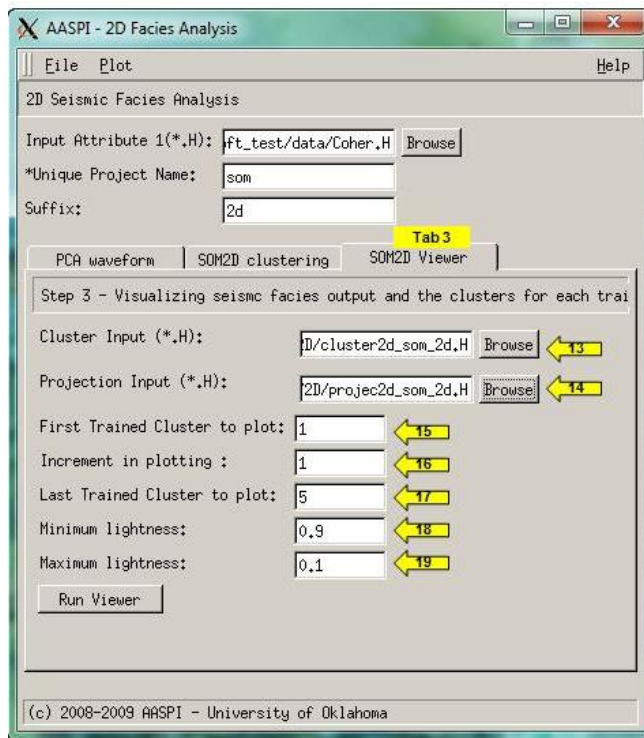 AASPI - 2D Facies Analysis
File Plot Help
2D Seismic Facies Analysis
Input Attribute 1(*.H): oft_test/data/Coher.H Browse
*Unique Project Name: som
Suffix: 2d
Tab 3
PCA waveform SOM2D clustering SOM2D Viewer
Step 3 - Visualizing seismc facies output and the clusters for each trai
Cluster Input (*.H): 2D/cluster2d_som_2d.H Browse 13
Projection Input (*.H): 2D/projec2d_som_2d.H Browse 14
First Trained Cluster to plot: 1 15
Increment in plotting : 1 16
Last Trained Cluster to plot: 5 17
Minimum lightness: 0.9 18
Maximum lightness: 0.1 19
Run Viewer
(c) 2008-2009 AASPI - University of Oklahoma